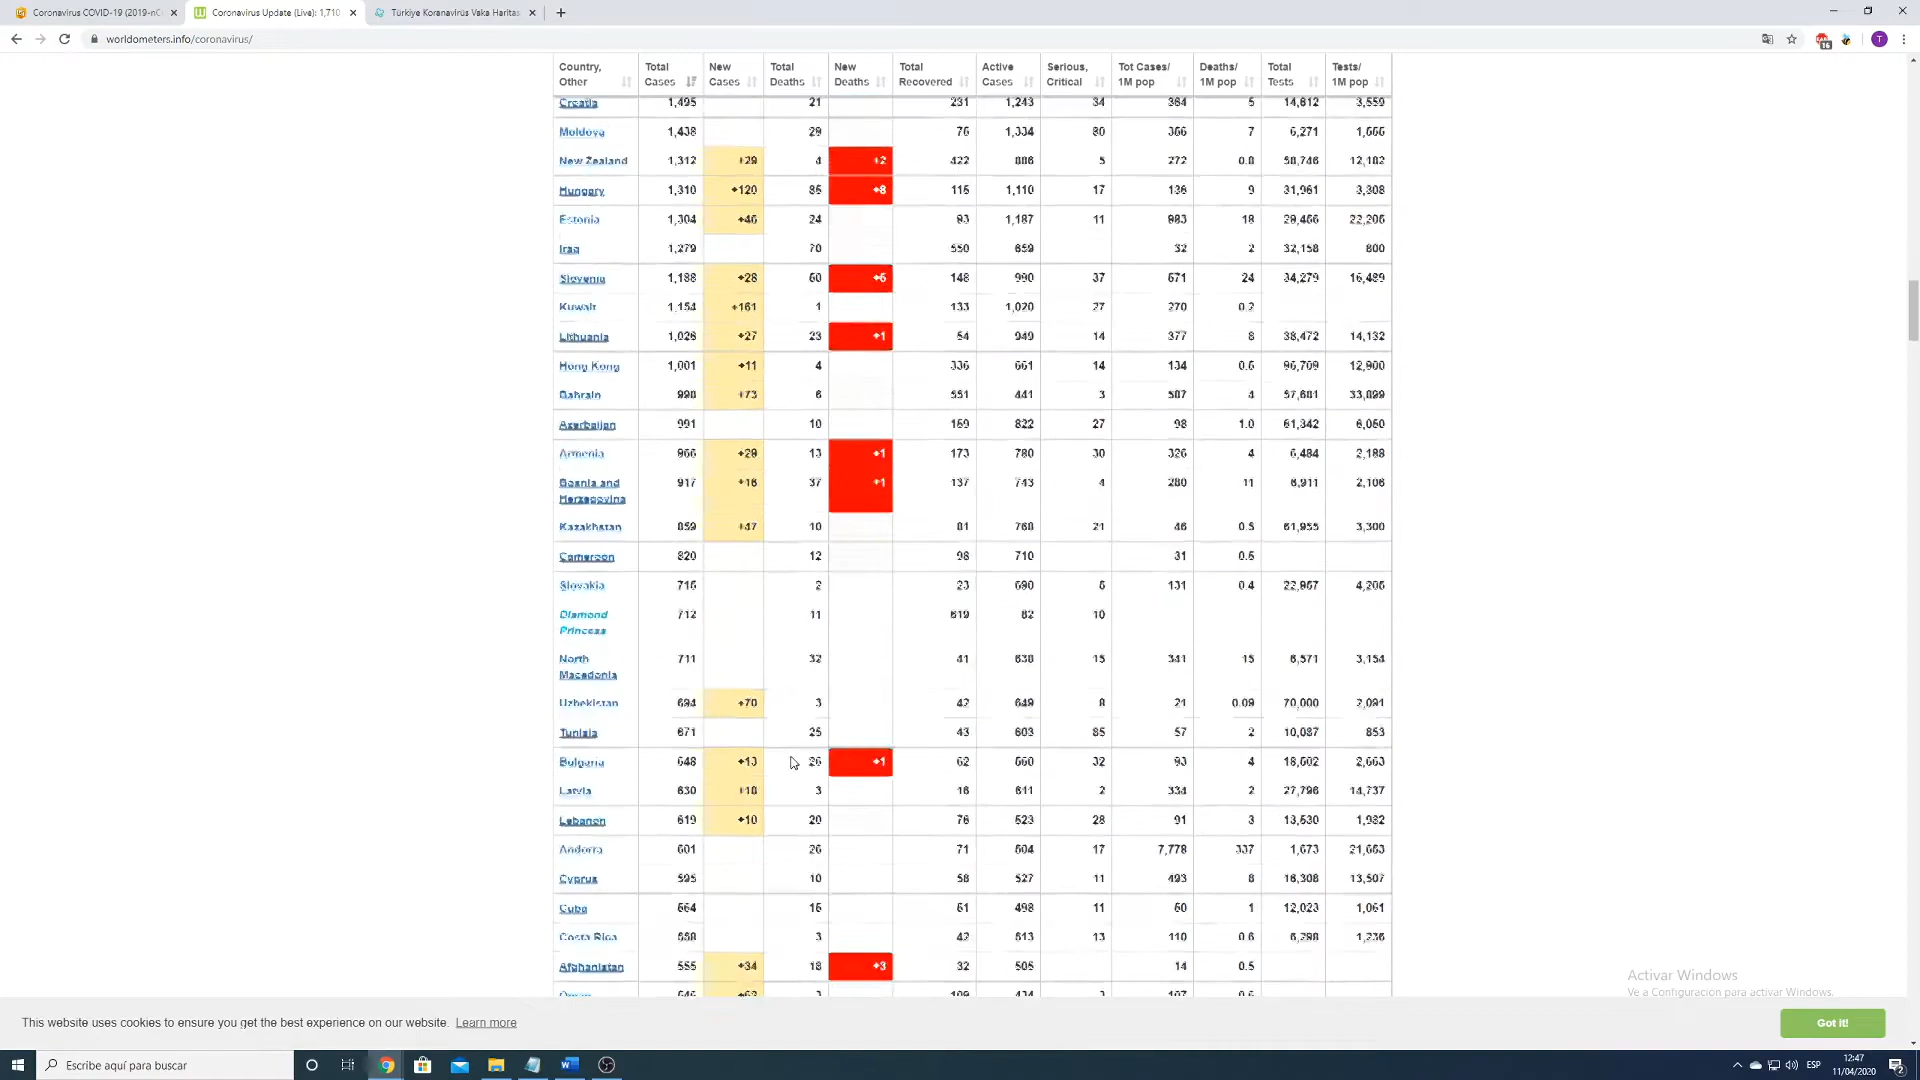 Coronavirus COVID-19 (2019-nC
Coronavirus Update (Live): 1,710
Türkiye Koranavirüs Vaka Haritas
worldometers.info/coronavirus/
Country, Other Total Cases New Cases Total Deaths New Deaths Total Recovered Active Cases Serious, Critical Tot Cases/ 1M pop Deaths/ 1M pop Total Tests Tests/ 1M pop
Croatia 1,495 21 231 1,243 34 364 5 14,612 3,559
Moldova 1,438 29 75 1,334 80 356 7 6,271
New Zealand 1,312 +29 4 +2 422 886 5 272 0.8 58,746 12,182
Hungary 1,310 +120 85 +8 115 1,110 17 136 9 31,961 3,308
Estonia 1,304 +46 24 93 1,187 11 983 18 22,206
Iraq 1,279 70 550 659 32 2 32,158 800
Slovenia 1,188 +28 50 148 990 37 571 24 34,279 16,489
Kuwait 1,154 +161 1 133 1,020 27 270 0.2
Lithuania 1,026 +27 23 +1 54 949 14 377 8 38,472 14,132
Hong Kong 1,001 +11 4 336 661 14 134 0.5 96,709 12,900
Bahrain 998 +73 6 551 441 3 587 4 33,899
Azerbaijan 991 10 159 822 27 98 1.0 61,342 6,050
Armenia 966 +29 13 +1 173 780 30 326 4 6,484 2,188
Bosnia and Herzegovina 917 +16 37 +1 137 743 4 280 11 6,911 2,106
Kazakhstan 859 +47 10 81 768 21 46 0.5 61,955 3,300
Cameroon 820 12 98 710 31 0.5
Slovakia 715 2 23 690 5 131 0.4 4,206
Diamond Princess 712 11 619 82 10
North Macedonia 711 32 41 638 15 341 15 6,571 3,154
Uzbekistan 694 +70 3 42 649 8 21 0.09 70,000 2,091
Tunisia 671 25 43 603 85 57 2 10,087 853
Bulgaria 648 +13 26 +1 62 560 32 93 4 18,502 2,663
Latvia 630 +18 3 16 611 2 334 2 27,796 14,737
Lebanon 619 +10 20 76 523 28 91 3 13,530 1,982
Andorra 601 26 71 504 17 7,778 337 1,673 21,653
Cyprus 595 10 58 527 11 493 8 16,308 13,507
Cuba 564 15 51 498 11 50 1 12,023 1,061
Costa Rica 558 3 42 513 13 110 0.6 6,298 1,236
Afghanistan 555 +34 18 +3 32 505 14 0.5
Oman
Activar Windows
Ve a Configuración para activar Windows.
This website uses cookies to ensure you get the best experience on our website. Learn more
Got it!
Escribe aquí para buscar
ESP
12:47
11/04/2020